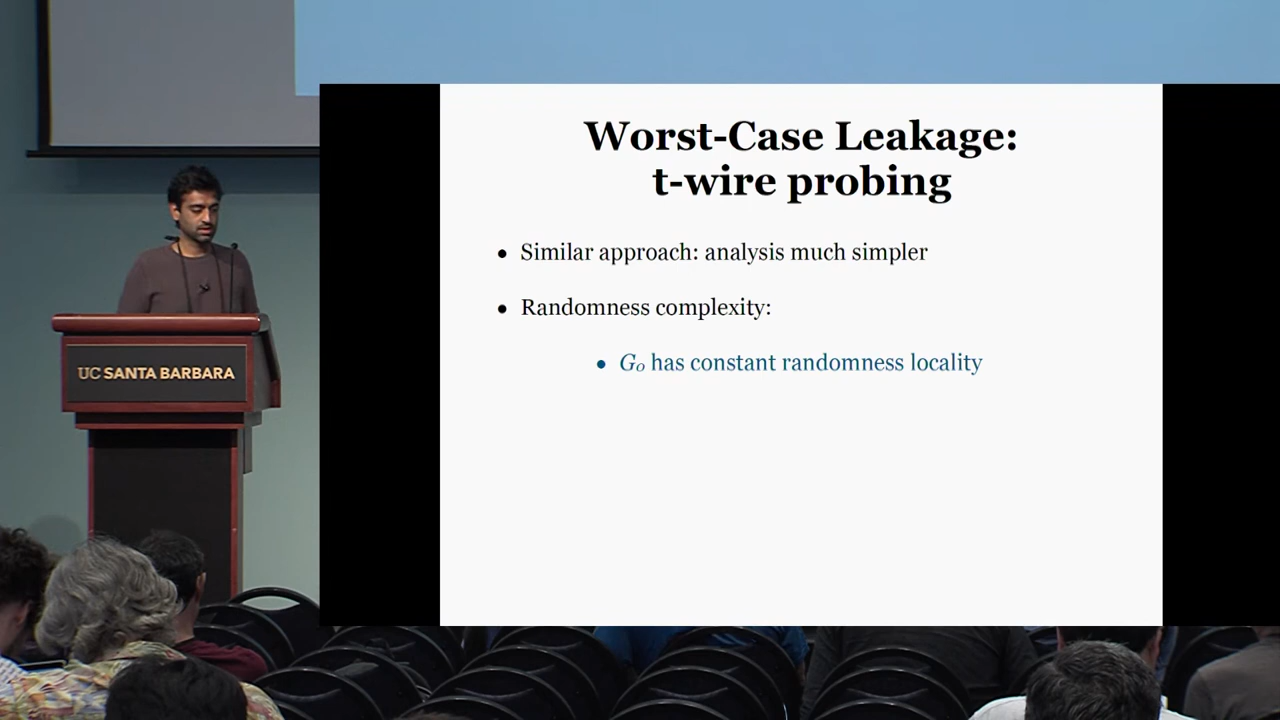 Worst-Case Leakage:
t-wire probing
• Similar approach: analysis much simpler
• Randomness complexity:
• G₀ has constant randomness locality
UC SANTA BARBARA